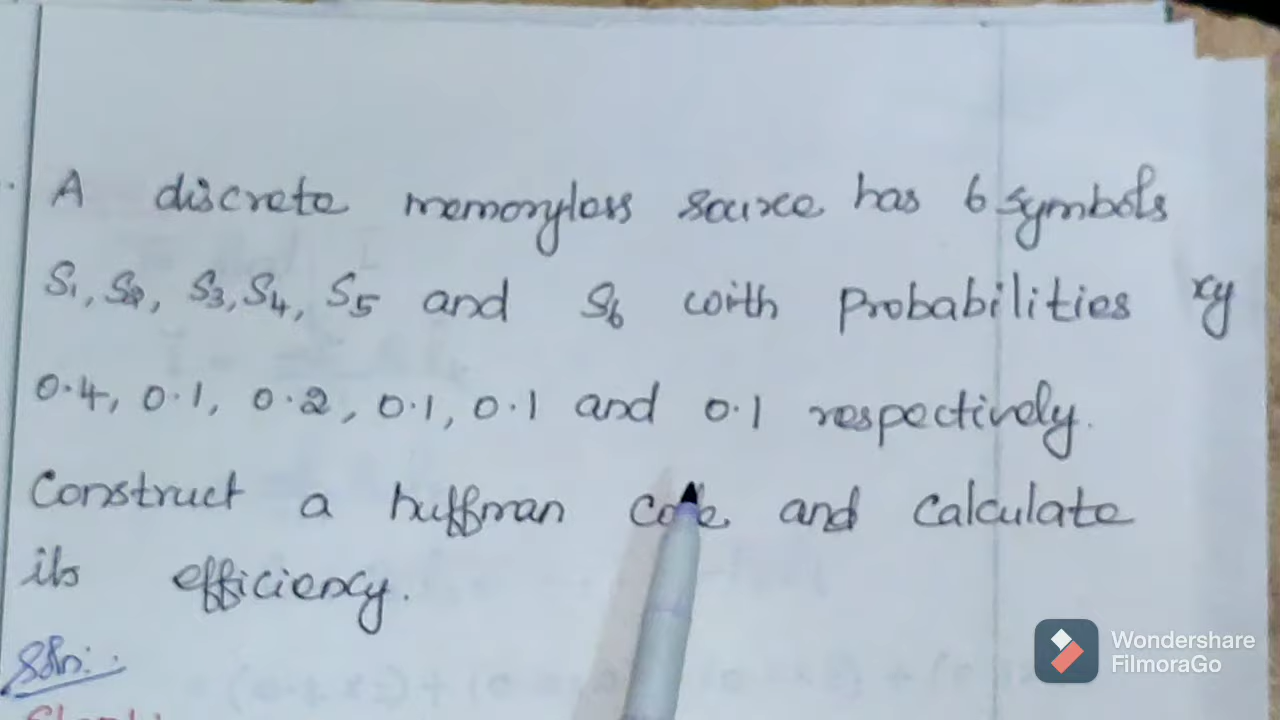 A discrete memoryless source has 6 symbols
S1, S2, S3, S4, S5 and S6 with Probabilities xy
0.4, 0.1, 0.2, 0.1, 0.1 and 0.1 respectively.
Construct a huffman code and calculate
its efficiency.
Soln:
Wondershare
FilmoraGo